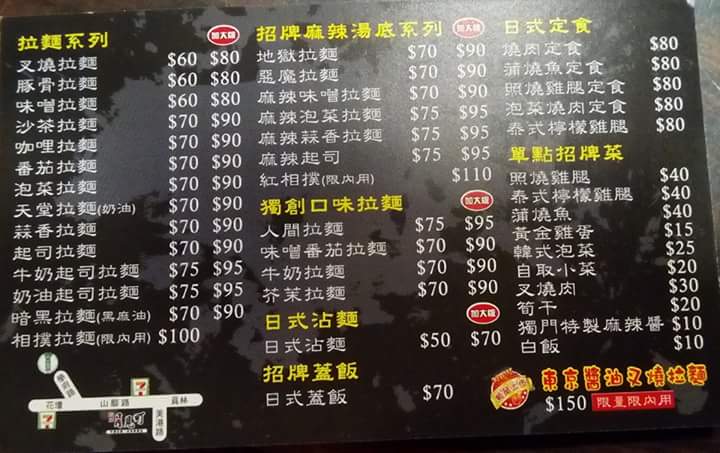 拉麵系列 加大碗
叉燒拉麵 $60 $80
豚骨拉麵 $60 $80
味噌拉麵 $60 $80
沙茶拉麵 $70 $90
咖哩拉麵 $70 $90
番茄拉麵 $70 $90
泡菜拉麵 $70 $90
天堂拉麵(奶油) $70 $90
蒜香拉麵 $70 $90
起司拉麵 $70 $90
牛奶起司拉麵 $75 $95
奶油起司拉麵 $75 $95
暗黑拉麵(黑麻油) $70 $90
相撲拉麵(限內用) $100
招牌麻辣湯底系列 加大碗
地獄拉麵 $70 $90
惡魔拉麵 $70 $90
麻辣味噌拉麵 $70 $90
麻辣泡菜拉麵 $75 $95
麻辣蒜香拉麵 $75 $95
麻辣起司 $75 $95
紅相撲(限內用) $110
獨創口味拉麵 加大碗
人間拉麵 $75 $95
味噌番茄拉麵 $70 $90
牛奶拉麵 $70 $90
芥茉拉麵 $70 $90
日式沾麵 加大碗
日式沾麵 $50 $70
招牌蓋飯
日式蓋飯 $70
日式定食
燒肉定食 $80
蒲燒魚定食 $80
照燒雞腿定食 $80
泡菜燒肉定食 $80
泰式檸檬雞腿 $80
單點招牌菜
照燒雞腿 $40
泰式檸檬雞腿 $40
蒲燒魚 $40
黃金雞蛋 $15
韓式泡菜 $25
自取小菜 $20
叉燒肉 $30
筍干 $20
獨門特製麻辣醬 $10
白飯 $10
東京醬油叉燒拉麵
$150 限量限內用
花壇 山腳路 員林
美港路
7
7